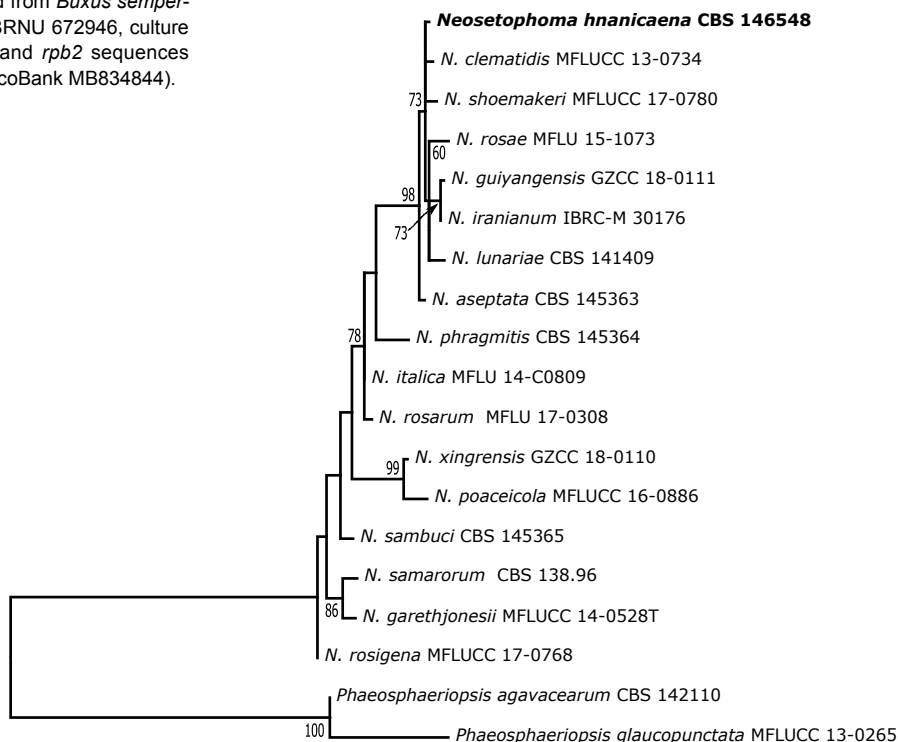 d from Buxus semper-
BRNU 672946, culture
and rpb2 sequences
coBank MB834844).
Neosetophoma hnanicaena CBS 146548
N. clematidis MFLUCC 13-0734
73
N. shoemakeri MFLUCC 17-0780
N. rosae MFLU 15-1073
60
N. guiyangensis GZCC 18-0111
98
N. iranianum IBRC-M 30176
73
N. lunariae CBS 141409
N. aseptata CBS 145363
78
N. phragmitis CBS 145364
N. italica MFLU 14-C0809
N. rosarum MFLU 17-0308
N. xingrensis GZCC 18-0110
99
N. poaceicola MFLUCC 16-0886
N. sambuci CBS 145365
N. samarorum CBS 138.96
86
N. garethjonesii MFLUCC 14-0528T
N. rosigena MFLUCC 17-0768
Phaeosphaeriopsis agavacearum CBS 142110
100
Phaeosphaeriopsis glaucopunctata MFLUCC 13-0265